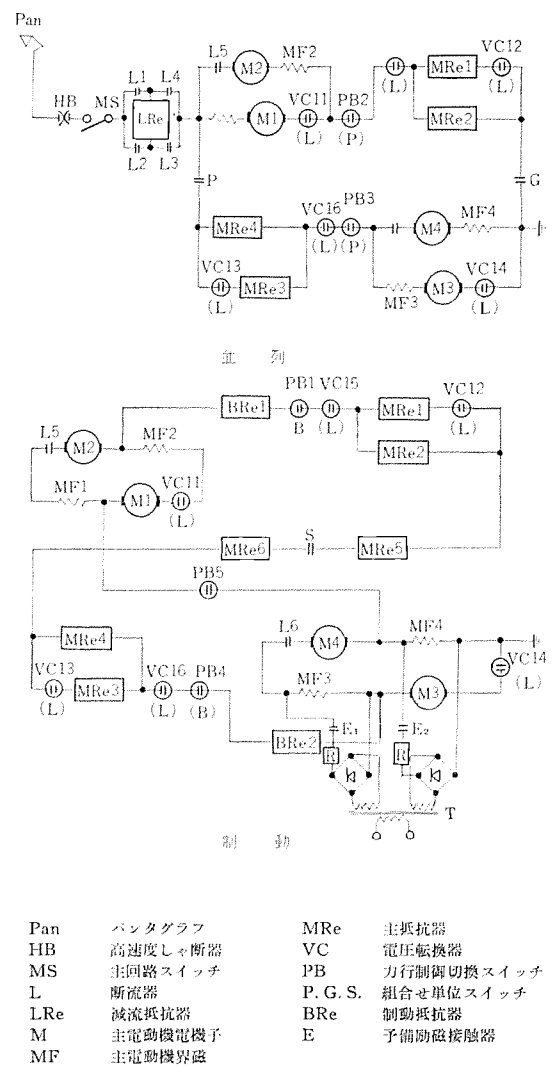 Pan
L5 MF2 VC12
L1 L4 M2 MRe1
HB MS VC11 PB2 (L) (L)
LRe M1 MRe2
(L) (P)
L2 L3
P G
VC16 PB3
MRe4 M4 MF4
(L)(P)
VC13 VC14
MRe3 M3
(L) MF3 (L)
並列
PB1 VC15 VC12
BRe1 MRe1
L5 MF2 B (L) (L)
M2 MRe2
MF1 VC11
M1
(L) S
MRe6 MRe5
PB5
L6 MF4
MRe4 M4 VC14
VC13 VC16 PB4 MF3
MRe3 M3 (L)
(L) (L) (B)
E₁ E₂
BRe2 R R
T
制動
Pan パンタグラフ
HB 高速度しゃ断器
MS 主回路スイッチ
L 断流器
LRe 減流抵抗器
M 主電動機電機子
MF 主電動機界磁
MRe 主抵抗器
VC 電圧転換器
PB 力行制御切換スイッチ
P. G. S. 組合せ単位スイッチ
BRe 制動抵抗器
E 予備励磁接触器